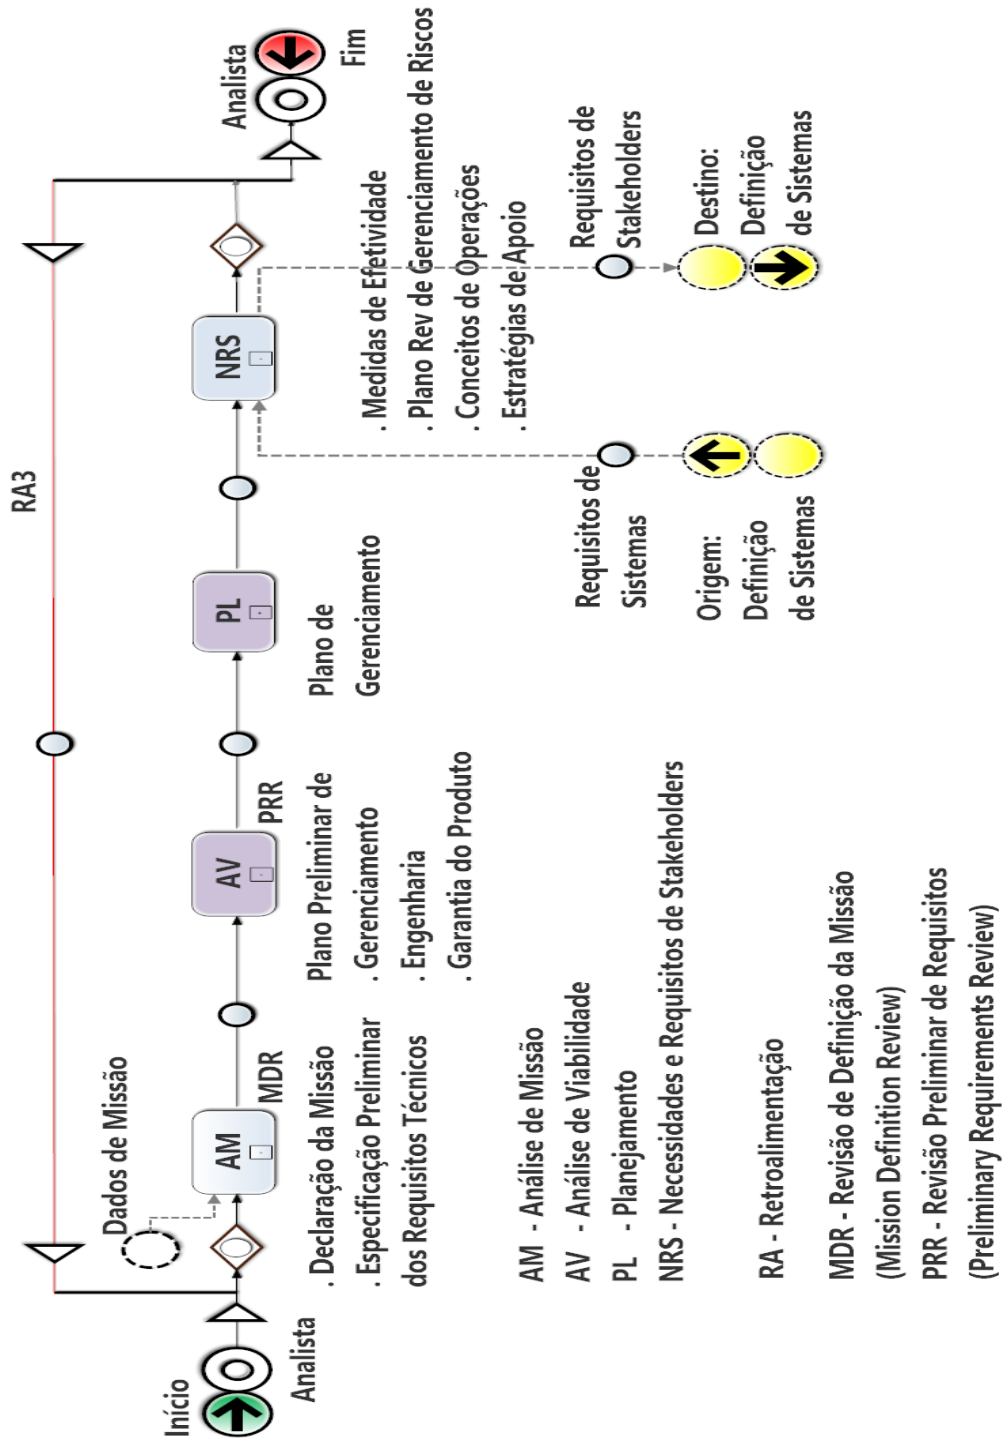 RA3
Início
Analista
Dados de Missão
AM
MDR
. Declaração da Missão
. Especificação Preliminar
dos Requisitos Técnicos
AV
PRR
Plano Preliminar de
. Gerenciamento
. Engenharia
. Garantia do Produto
PL
Plano de
Gerenciamento
NRS
. Medidas de Efetividade
. Plano Rev de Gerenciamento de Riscos
. Conceitos de Operações
. Estratégias de Apoio
Analista
Fim
Requisitos de
Sistemas
Origem:
Definição
de Sistemas
Requisitos de
Stakeholders
Destino:
Definição
de Sistemas
AM - Análise de Missão
AV - Análise de Viabilidade
PL - Planejamento
NRS - Necessidades e Requisitos de Stakeholders
RA - Retroalimentação
MDR - Revisão de Definição da Missão
(Mission Definition Review)
PRR - Revisão Preliminar de Requisitos
(Preliminary Requirements Review)